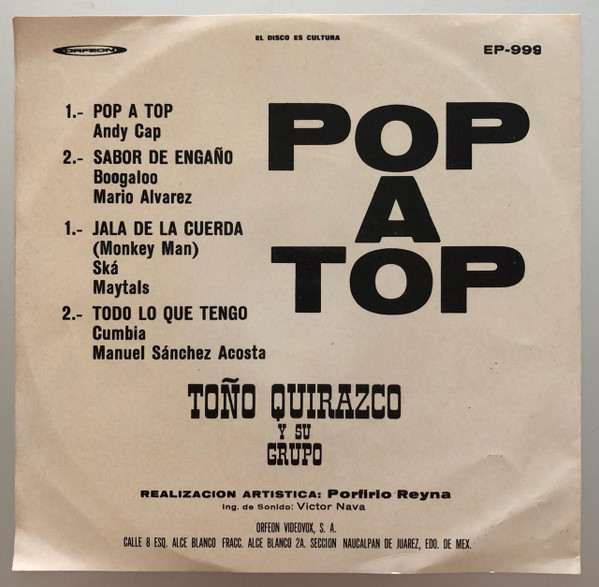 EL DISCO ES CULTURA
ORFEON
EP-999
1.- POP A TOP
Andy Cap
2.- SABOR DE ENGAÑO
Boogaloo
Mario Alvarez
1.- JALA DE LA CUERDA
(Monkey Man)
Ská
Maytals
2.- TODO LO QUE TENGO
Cumbia
Manuel Sánchez Acosta
POP
A
TOP
TOÑO QUIRAZCO
Y SU
GRUPO
REALIZACION ARTISTICA: Porfirio Reyna
Ing. de Sonido: Victor Nava
ORFEON VIDEOVOX, S. A.
CALLE 8 ESQ. ALCE BLANCO FRACC. ALCE BLANCO 2A. SECCION NAUCALPAN DE JUAREZ, EDO. DE MEX.